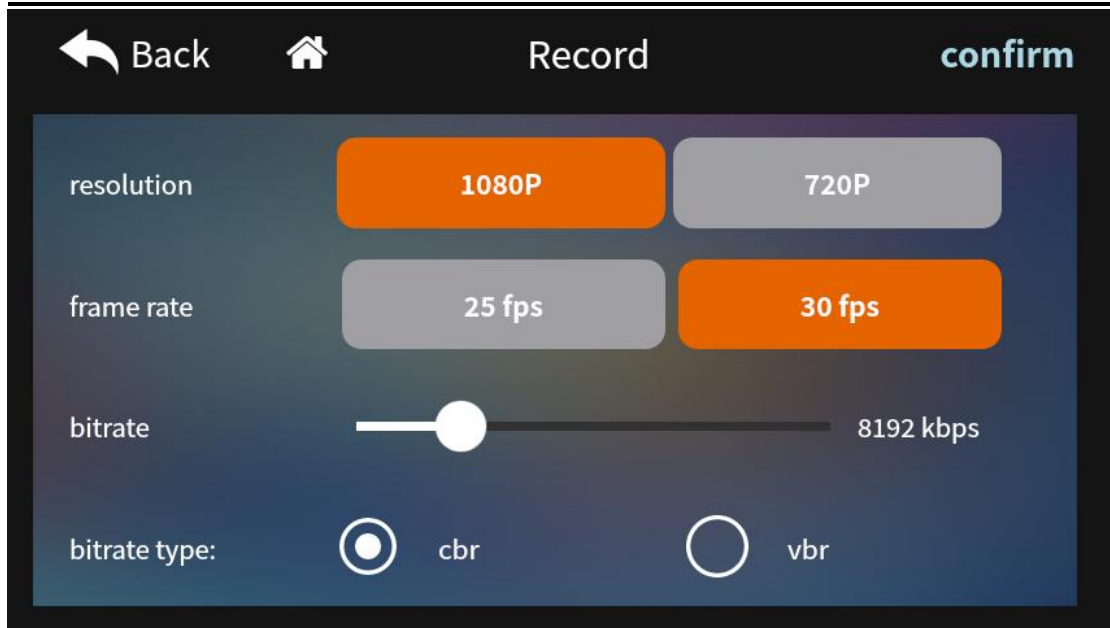 Back Record confirm
resolution 1080P 720P
frame rate 25 fps 30 fps
bitrate 8192 kbps
bitrate type: cbr vbr